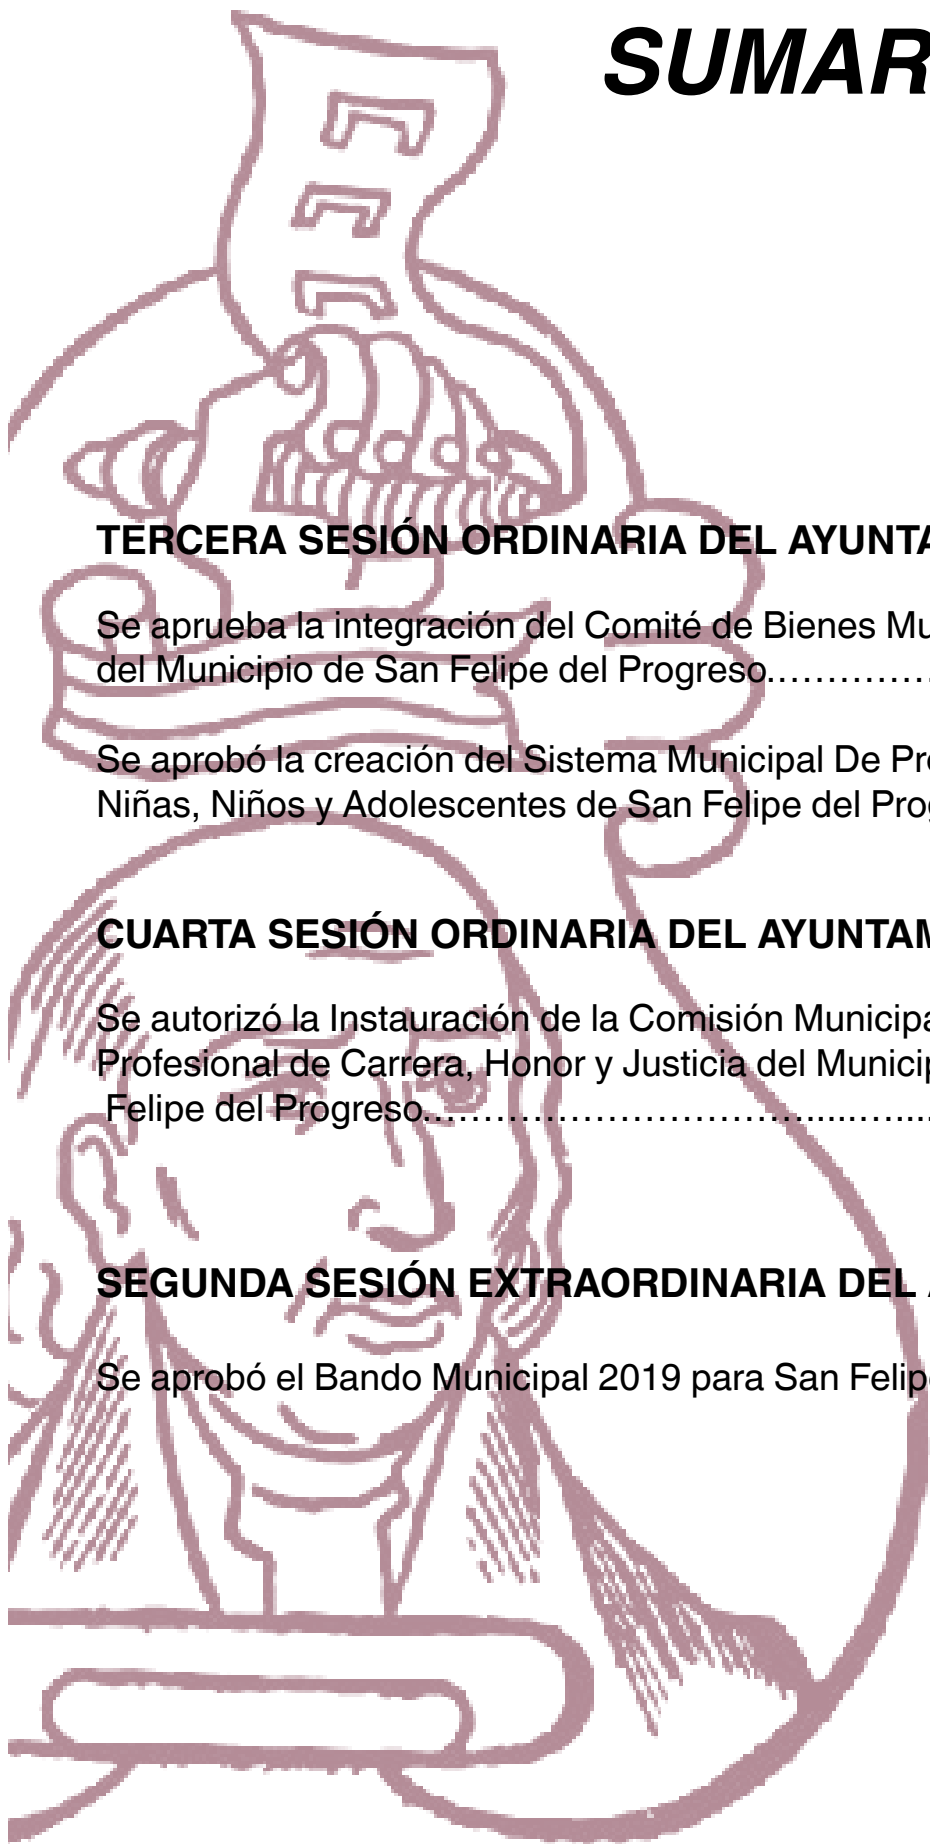 SUMAR
TERCERA SESIÓN ORDINARIA DEL AYUNTA
Se aprueba la integración del Comité de Bienes Mu
del Municipio de San Felipe del Progreso................
Se aprobó la creación del Sistema Municipal De Pro
Niñas, Niños y Adolescentes de San Felipe del Prog
CUARTA SESIÓN ORDINARIA DEL AYUNTAM
Se autorizó la Instauración de la Comisión Municipa
Profesional de Carrera, Honor y Justicia del Municip
Felipe del Progreso..................................................
SEGUNDA SESIÓN EXTRAORDINARIA DEL A
Se aprobó el Bando Municipal 2019 para San Felipe